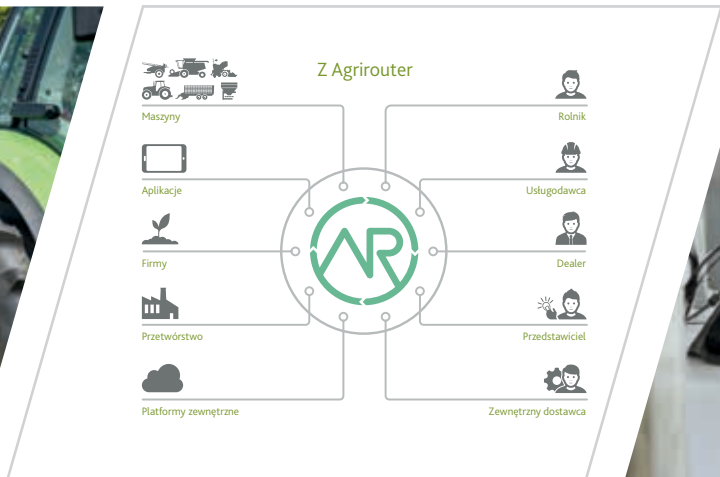 Z Agrirouter
Maszyny
Aplikacje
Firmy
Przetwórstwo
Platformy zewnętrzne
AR
Rolnik
Usługodawca
Dealer
Przedstawiciel
Zewnętrzny dostawca